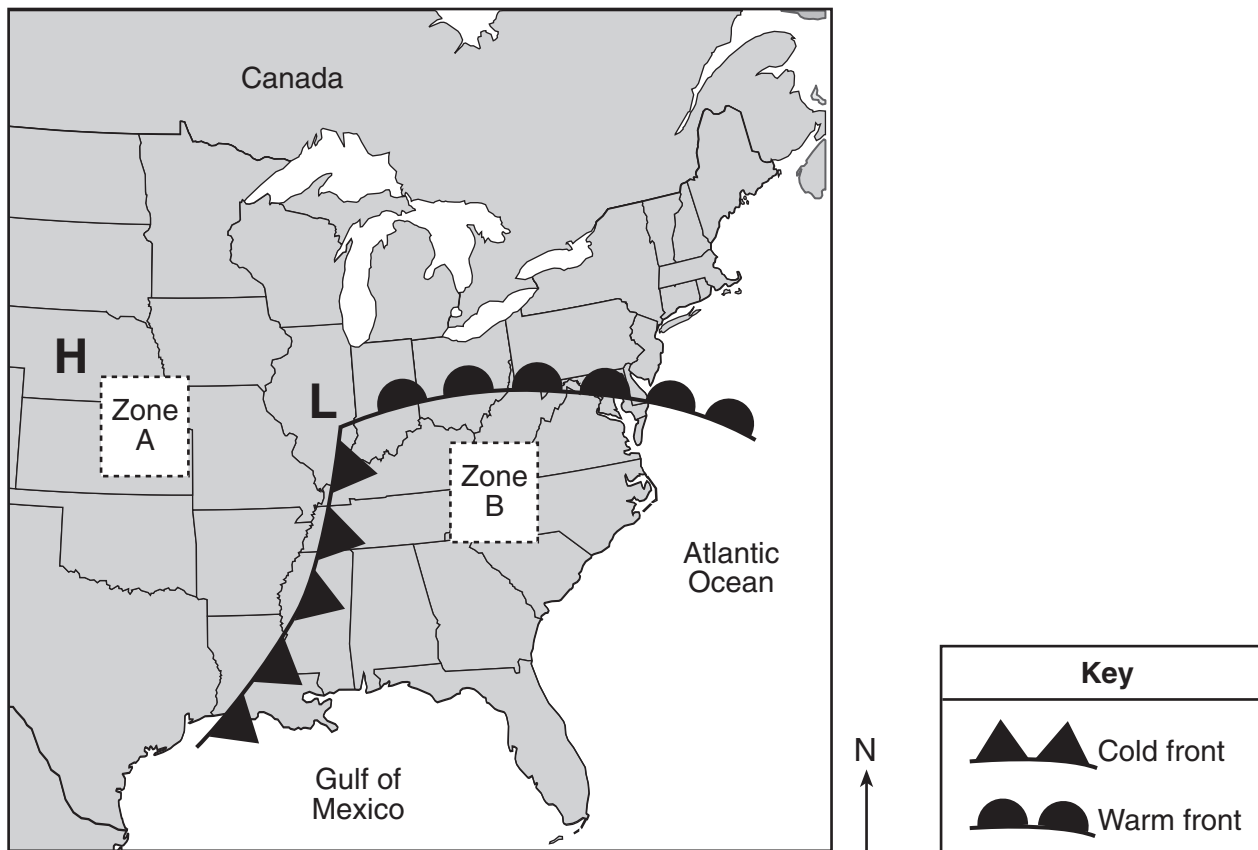 Canada
H
L
Zone
A
Zone
B
Atlantic
Ocean
Gulf of
Mexico
N
Key
Cold front
Warm front